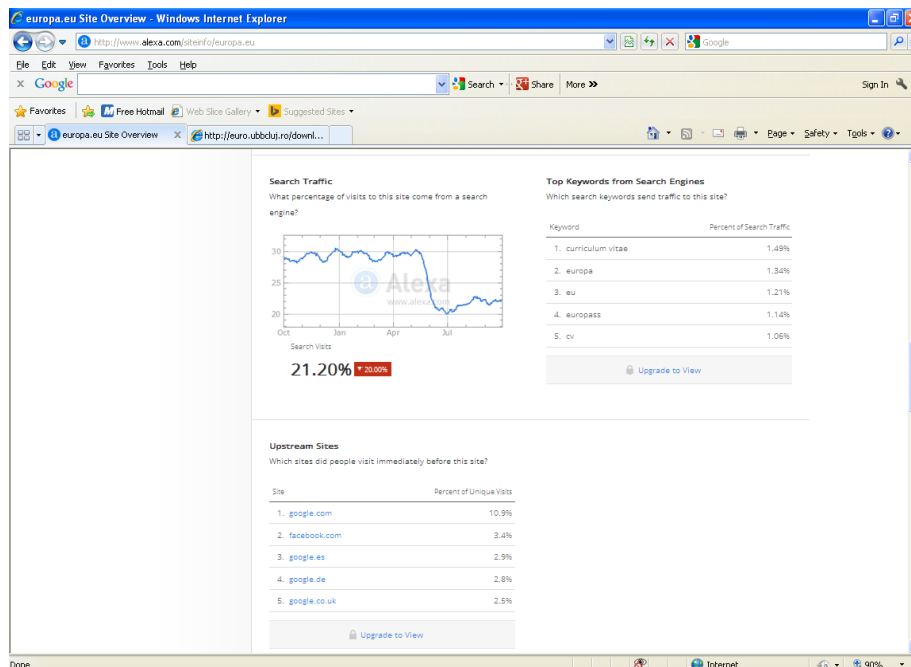 europa.eu Site Overview - Windows Internet Explorer
http://www.alexa.com/siteinfo/europa.eu
Google
File Edit View Favorites Tools Help
x Google Search Share More >> Sign In
Favorites Free Hotmail Web Slice Gallery Suggested Sites
europa.eu Site Overview X http://euro.ubbcluj.ro/downl...
Page Safety Tools
Search Traffic
What percentage of visits to this site come from a search
engine?
30
25
20
Oct Jan Apr Jul
Alexa
www.alexa.com
Search Visits
21.20% 20.00%
Top Keywords from Search Engines
Which search keywords send traffic to this site?
Keyword Percent of Search Traffic
1. curriculum vitae 1.49%
2. europa 1.34%
3. eu 1.21%
4. europass 1.14%
5. cv 1.06%
Upgrade to View
Upstream Sites
Which sites did people visit immediately before this site?
Site Percent of Unique Visits
1. google.com 10.9%
2. facebook.com 3.4%
3. google.es 2.9%
4. google.de 2.8%
5. google.co.uk 2.5%
Upgrade to View
Done Internet 90%